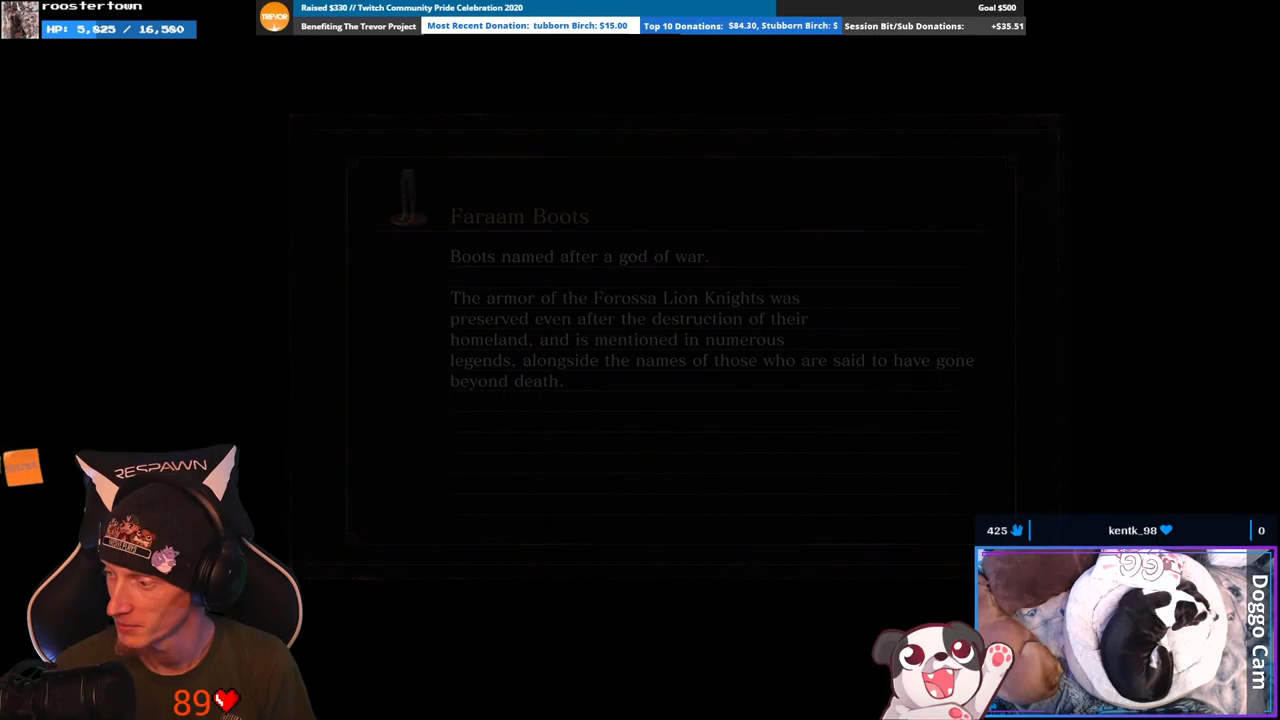 roostertown
HP: 5,825 / 16,500
Raised $330 // Twitch Community Pride Celebration 2020
Goal $500
TREVOR
Benefiting The Trevor Project
Most Recent Donation: tubborn Birch: $15.00
Top 10 Donations: $84.30, Stubborn Birch: $
Session Bit/Sub Donations:
+$35.51
Faraam Boots
Boots named after a god of war.
The armor of the Forossa Lion Knights was
preserved even after the destruction of their
homeland, and is mentioned in numerous
legends, alongside the names of those who are said to have gone
beyond death.
RESPAWN
425
kentk_98
0
GG
Doggo Cam
89